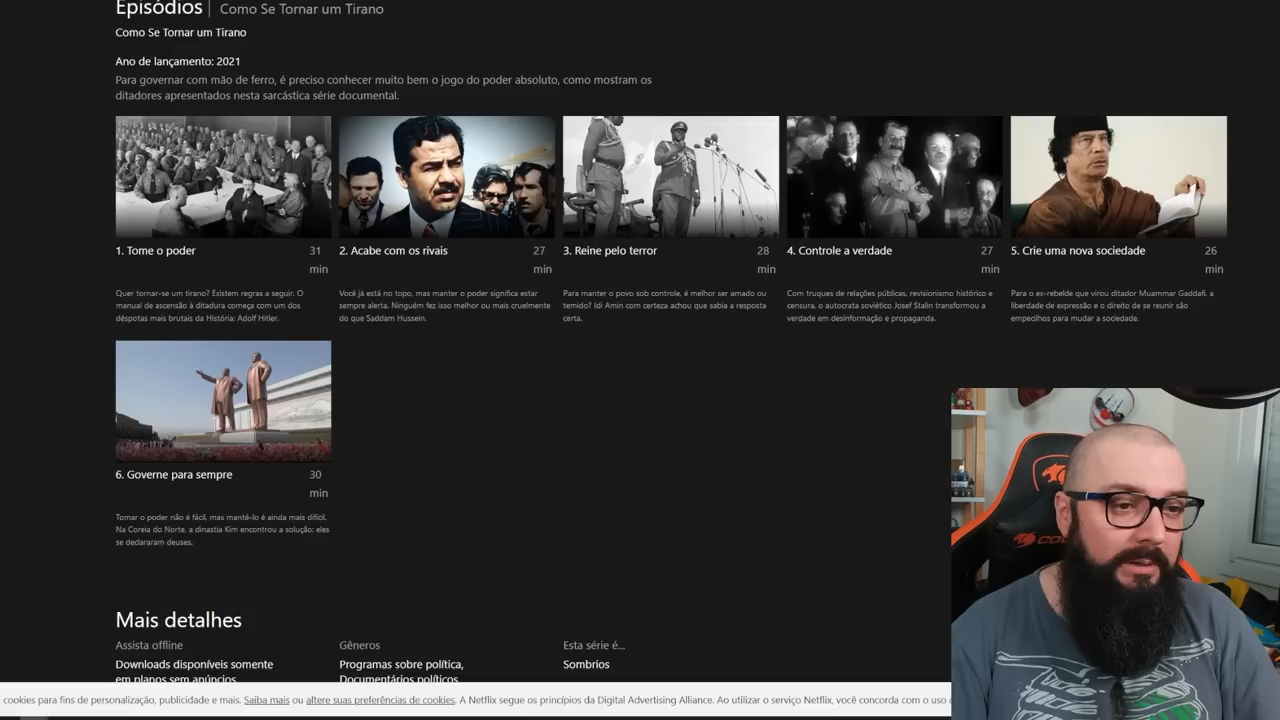 Episódios | Como Se Tornar um Tirano
Como Se Tornar um Tirano
Ano de lançamento: 2021
Para governar com mão de ferro, é preciso conhecer muito bem o jogo do poder absoluto, como mostram os
ditadores apresentados nesta sarcástica série documental.
1. Tome o poder 31
min
Quer tornar-se um tirano? Existem regras a seguir. O
manual de ascensão à ditadura começa com um dos
déspotas mais brutais da História: Adolf Hitler.
2. Acabe com os rivais 27
min
Você já está no topo, mas manter o poder significa estar
sempre alerta. Ninguém fez isso melhor ou mais cruelmente
do que Saddam Hussein.
3. Reine pelo terror 28
min
Para manter o povo sob controle, é melhor ser amado ou
temido? Idi Amin com certeza achou que sabia a resposta
certa.
4. Controle a verdade 27
min
Com truques de relações públicas, revisionismo histórico e
censura, o autocrata soviético Josef Stalin transformou a
verdade em desinformação e propaganda.
5. Crie uma nova sociedade 26
min
Para o ex-rebelde que virou ditador Muammar Gaddafi, a
liberdade de expressão e o direito de se reunir são
empecilhos para mudar a sociedade.
6. Governe para sempre 30
min
Tomar o poder não é fácil, mas mantê-lo é ainda mais difícil.
Na Coreia do Norte, a dinastia Kim encontrou a solução: eles
se declararam deuses.
Mais detalhes
Assista offline
Downloads disponíveis somente
em planos sem anúncios
Gêneros
Programas sobre política,
Documentários políticos
Esta série é...
Sombrios
cookies para fins de personalização, publicidade e mais. Saiba mais ou altere suas preferências de cookies. A Netflix segue os princípios da Digital Advertising Alliance. Ao utilizar o serviço Netflix, você concorda com o uso